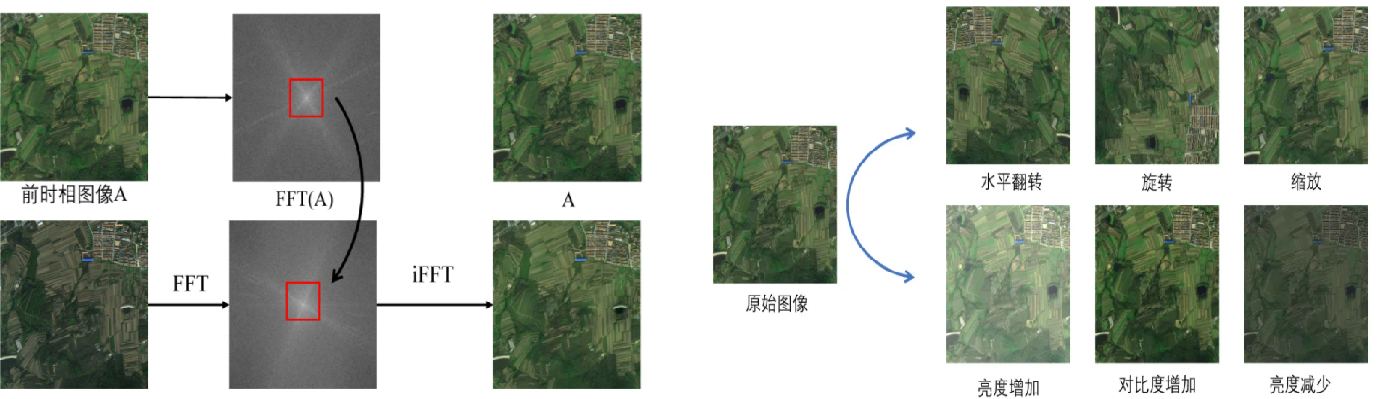 前时相图像A
FFT(A)
A
FFT
iFFT
原始图像
水平翻转
旋转
缩放
亮度增加
对比度增加
亮度减少